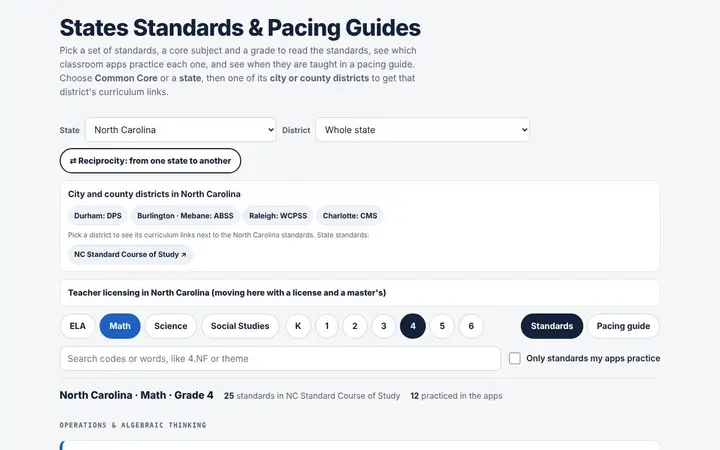 States Standards & Pacing Guides
Pick a set of standards, a core subject and a grade to read the standards, see which
classroom apps practice each one, and see when they are taught in a pacing guide.
Choose Common Core or a state, then one of its city or county districts to get that
district's curriculum links.
State North Carolina District Whole state
⇄ Reciprocity: from one state to another
City and county districts in North Carolina
Durham: DPS Burlington · Mebane: ABSS Raleigh: WCPSS Charlotte: CMS
Pick a district to see its curriculum links next to the North Carolina standards. State standards:
NC Standard Course of Study ↗
Teacher licensing in North Carolina (moving here with a license and a master's)
ELA Math Science Social Studies K 1 2 3 4 5 6 Standards Pacing guide
Search codes or words, like 4.NF or theme Only standards my apps practice
North Carolina · Math · Grade 4 25 standards in NC Standard Course of Study 12 practiced in the apps
OPERATIONS & ALGEBRAIC THINKING